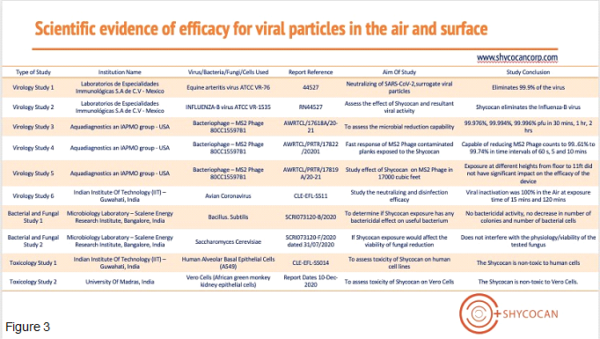 Scientific evidence of efficacy for viral particles in the air and surface
www.shycocancorp.com
Type of Study Institution Name Virus/Bacteria/Fungi/Cells Used Report Reference Aim Of Study Study Conclusion
Virology Study 1 Laboratorios de Especialidades Equine arteritis virus ATCC VR-76 44527 Neutralizing of SARS-CoV-2,surrogate viral Eliminates 99.9% of the virus
Immunológicas S.A de C.V - Mexico particles
Virology Study 2 Laboratorios de Especialidades INFLUENZA-B virus ATCC VR-1535 RN44527 Assess the effect of Shycocan and resultant Shycocan eliminates the Influenza-B virus
Immunológicas S.A de C.V - Mexico viral activity
Virology Study 3 Aquadiagnostics an IAPMO group - USA Bacteriophage – MS2 Phage AWRTCL/17618A/20- To assess the microbial reduction capability 99.976%, 99.994%, 99.996% pfu in 30 mins, 1 hr, 2
80CC15597B1 21 hrs
Virology Study 4 Aquadiagnostics an IAPMO group - USA Bacteriophage – MS2 Phage AWRTCL/PRTR/17822 Fast response of MS2 Phage contaminated Capable of reducing MS2 Phage counts to 99..61% to
80CC15597B1 /20201 planks exposed to the Shycocan 99.74% in time intervals of 60 s, 5 and 10 mins
Virology Study 5 Aquadiagnostics an IAPMO group - USA Bacteriophage – MS2 Phage AWRTCL/PRTR/17819 Study effect of Shycocan on MS2 Phage in Exposure at different heights from floor to 11ft did
80CC15597B1 A/20-21 17000 cubic feet not have significant impact on the efficacy of the
device
Virology Study 6 Indian Institute Of Technology (IIT) – Avian Coronavirus CLE-EFL-SS11 Study the neutralizing and disinfection Viral inactivation was 100% in the Air at exposure
Guwahati, India efficacy time of 15 mins and 120 mins
Bacterial and Fungal Microbiology Laboratory – Scalene Energy Bacillus. Subtilis SCRI073120-B/2020 To determine if Shycocan exposure has any No bactericidal activity, no decrease in number of
Study 1 Research Institute, Bangalore, India bactericidal effect on useful bacterium colonies and number of bacterial cells
Bacterial and Fungal Microbiology Laboratory – Scalene Energy Saccharomyces Cerevisiae SCRI073120-F/2020 If Shycocan Exposure would affect the Does not interfere with the physiology/viability of the
Study 2 Research Institute, Bangalore, India dated 31/07/2020 viability of fungal reduction tested fungus
Toxicology Study 1 Indian Institute Of Technology (IIT) – Human Alveolar Basal Epithelial Cells CLE-EFL-SS014 To assess toxicity of Shycocan on human The Shycocan is non-toxic to human cells
Guwahati, India (A549) cell lines
Toxicology Study 2 University Of Madras, India Vero Cells (African green monkey Report Dates 10-Dec- To assess toxicity of Shycocan on Vero Cells The Shycocan is non-toxic to Vero Cells.
kidney-epithelial cells) 2020
SHYCOCAN
Figure 3